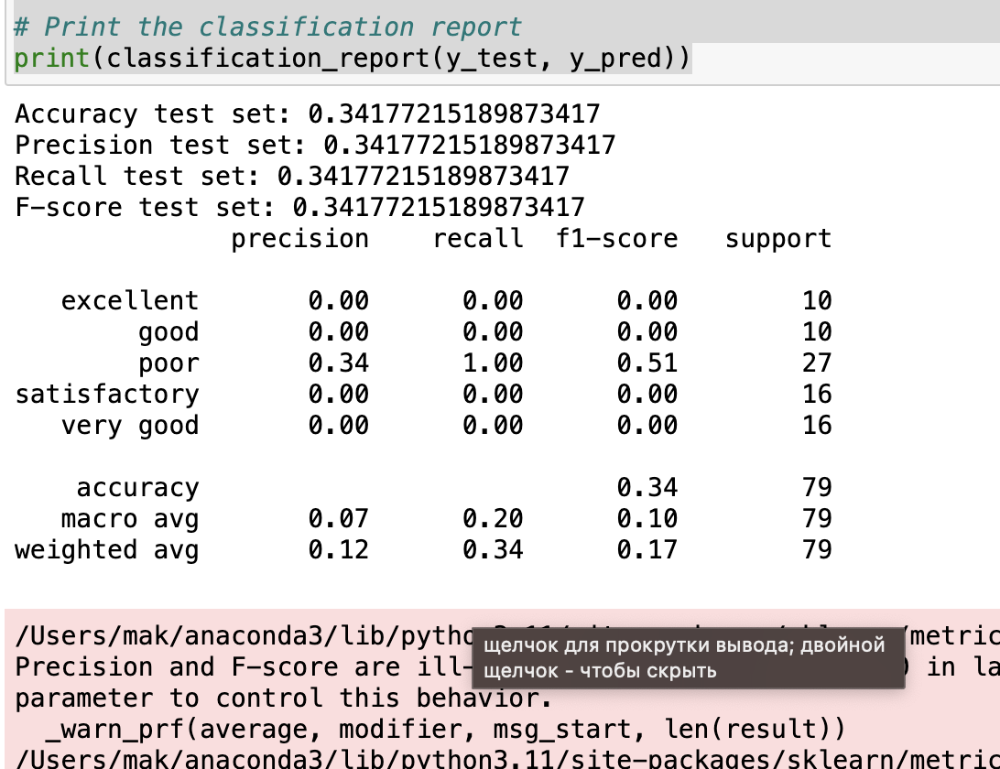 # Print the classification report
print(classification_report(y_test, y_pred))
Accuracy test set: 0.34177215189873417
Precision test set: 0.34177215189873417
Recall test set: 0.34177215189873417
F-score test set: 0.34177215189873417
precision recall f1-score support
excellent 0.00 0.00 0.00 10
good 0.00 0.00 0.00 10
poor 0.34 1.00 0.51 27
satisfactory 0.00 0.00 0.00 16
very good 0.00 0.00 0.00 16
accuracy 0.34 79
macro avg 0.07 0.20 0.10 79
weighted avg 0.12 0.34 0.17 79
/Users/mak/anaconda3/lib/pytho /metric
щелчок для прокрутки вывода; двойной
щелчок - чтобы скрыть
Precision and F-score are ill- ) in la
parameter to control this behavior.
_warn_prf(average, modifier, msg_start, len(result))
/Users/mak/anaconda3/lib/python3.11/site-packages/sklearn/metric